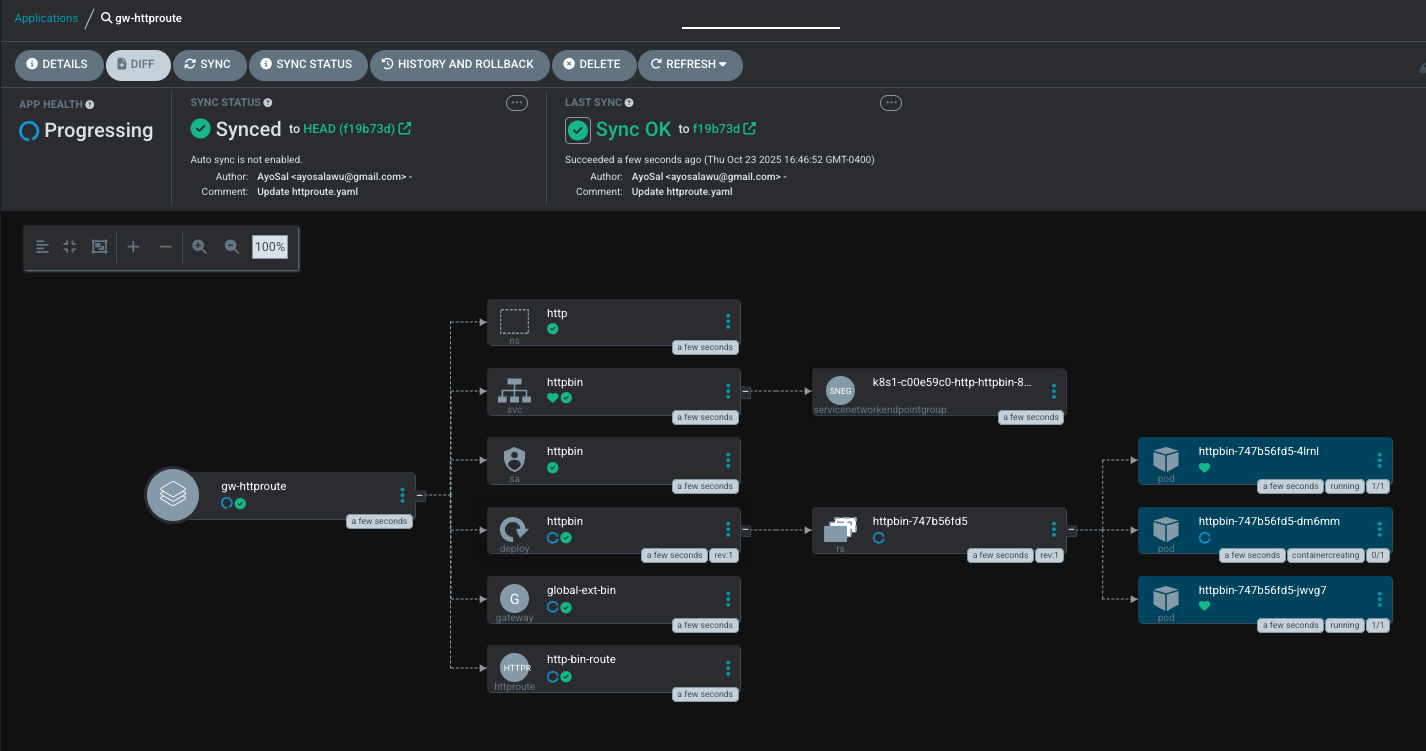 Applications / gw-httproute
DETAILS DIFF SYNC SYNC STATUS HISTORY AND ROLLBACK DELETE REFRESH
APP HEALTH
Progressing
SYNC STATUS
Synced to HEAD (f19b73d)
Auto sync is not enabled.
Author: AyoSal <ayosalawu@gmail.com> -
Comment: Update httproute.yaml
LAST SYNC
Sync OK to f19b73d
Succeeded a few seconds ago (Thu Oct 23 2025 16:46:52 GMT-0400)
Author: AyoSal <ayosalawu@gmail.com> -
Comment: Update httproute.yaml
100%
gw-httproute
a few seconds
http
ns
a few seconds
httpbin
svc
a few seconds
httpbin
sa
a few seconds
httpbin
deploy
a few seconds rev:1
G
global-ext-bin
gateway
a few seconds
HTTPR
http-bin-route
httproute
a few seconds
SNEG
k8s1-c00e59c0-http-httpbin-8...
servicenetworkendpointgroup
a few seconds
httpbin-747b56fd5
rs
a few seconds rev:1
httpbin-747b56fd5-4lrnl
pod
a few seconds running 1/1
httpbin-747b56fd5-dm6mm
pod
a few seconds containercreating 0/1
httpbin-747b56fd5-jwvg7
pod
a few seconds running 1/1